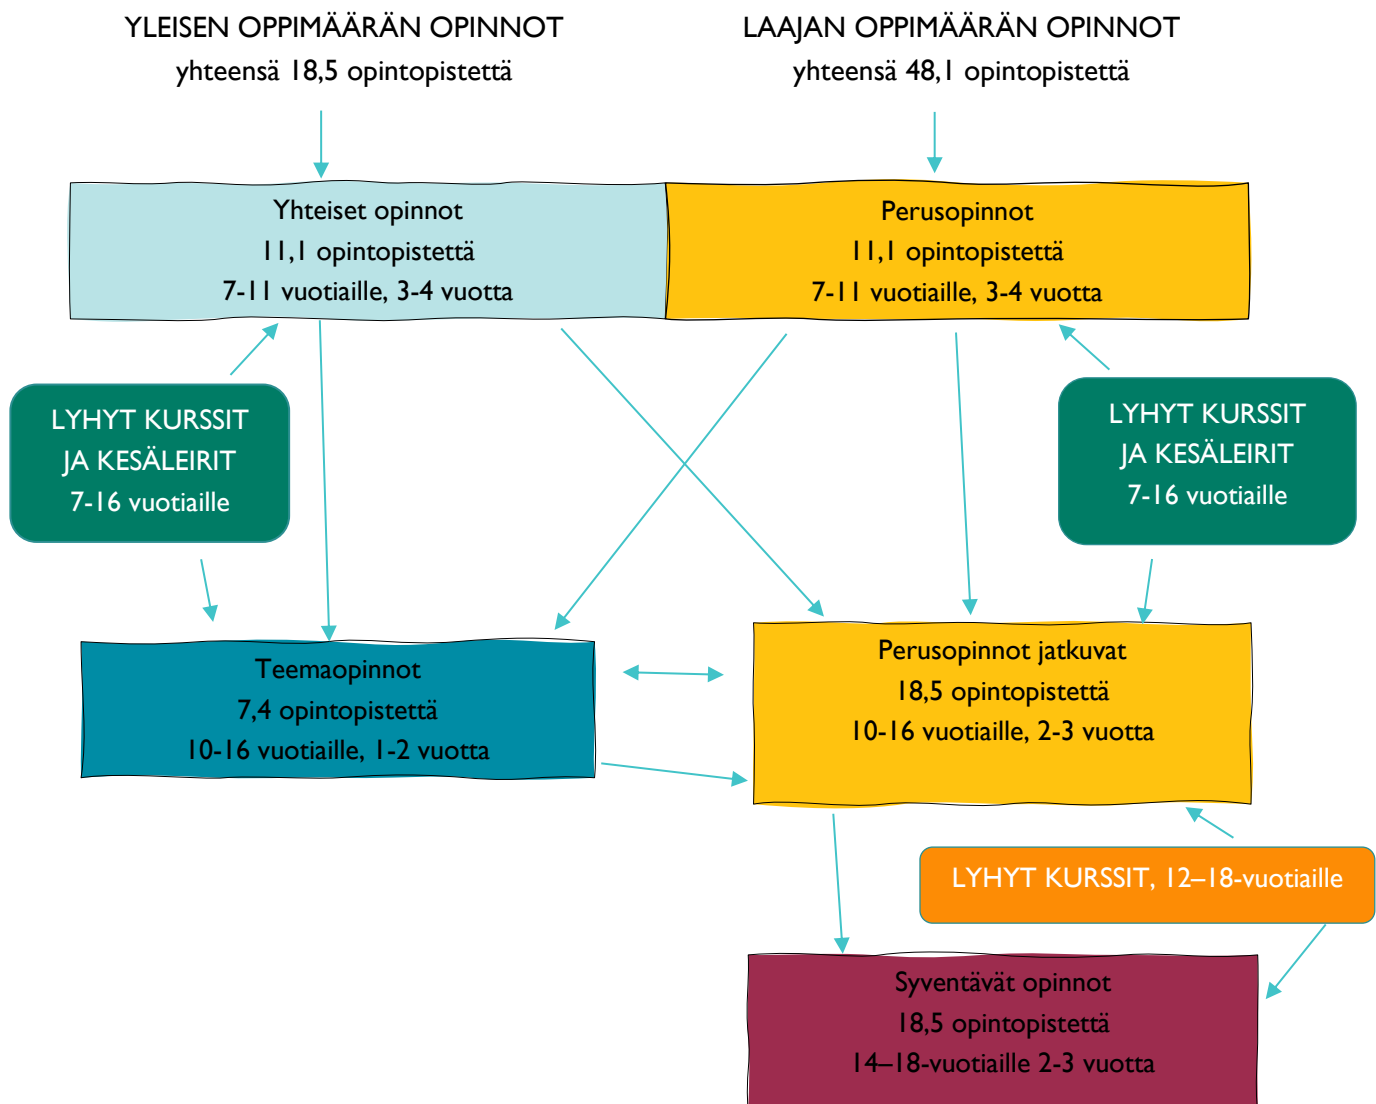 YLEISEN OPPIMÄÄRÄN OPINNOT
yhteensä 18,5 opintopistettä
LAAJAN OPPIMÄÄRÄN OPINNOT
yhteensä 48,1 opintopistettä
Yhteiset opinnot
11,1 opintopistettä
7-11 vuotiaille, 3-4 vuotta
Perusopinnot
11,1 opintopistettä
7-11 vuotiaille, 3-4 vuotta
LYHYT KURSSIT
JA KESÄLEIRIT
7-16 vuotiaille
LYHYT KURSSIT
JA KESÄLEIRIT
7-16 vuotiaille
Teemaopinnot
7,4 opintopistettä
10-16 vuotiaille, 1-2 vuotta
Perusopinnot jatkuvat
18,5 opintopistettä
10-16 vuotiaille, 2-3 vuotta
LYHYT KURSSIT, 12–18-vuotiaille
Syventävät opinnot
18,5 opintopistettä
14–18-vuotiaille 2-3 vuotta